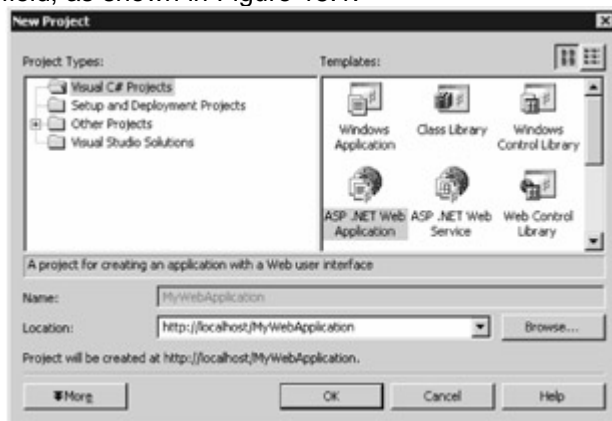 field, as shown in Figure 15.1.
New Project
Project Types:
Templates:
Visual C# Projects
Setup and Deployment Projects
Other Projects
Visual Studio Solutions
Windows Application
Class Library
Windows Control Library
ASP .NET Web Application
ASP .NET Web Service
Web Control Library
A project for creating an application with a Web user interface
Name:
MyWebApplication
Location:
http://localhost/MyWebApplication
Browse...
Project will be created at http://localhost/MyWebApplication.
More
OK
Cancel
Help